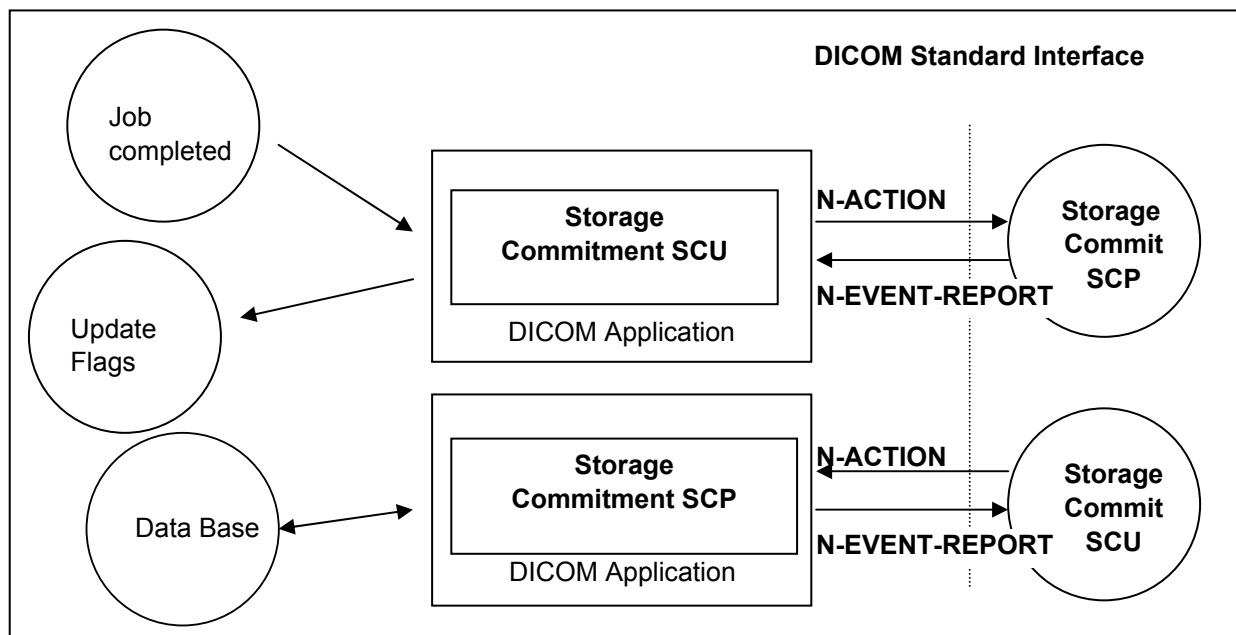 DICOM Standard Interface
Job
completed
Storage
Commitment SCU
DICOM Application
N-ACTION
N-EVENT-REPORT
Storage
Commit
SCP
Update
Flags
Data Base
Storage
Commitment SCP
DICOM Application
N-ACTION
N-EVENT-REPORT
Storage
Commit
SCU